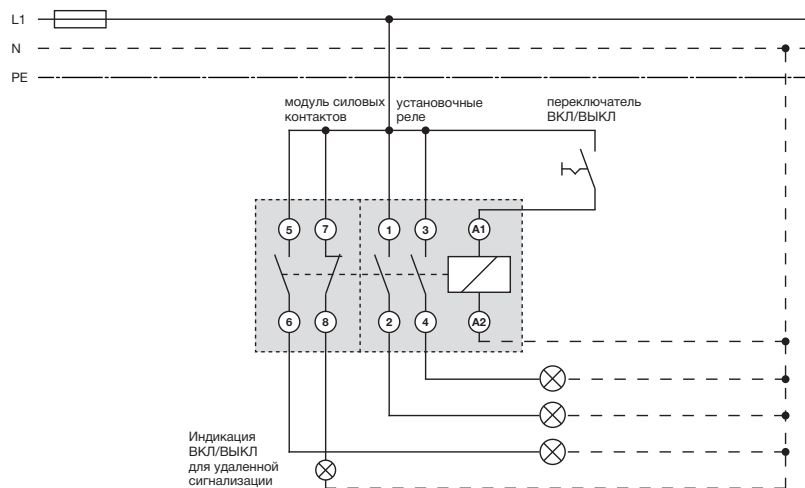 L1
N
PE
модуль силовых
контактов
установочные
реле
переключатель
ВКЛ/ВЫКЛ
5 7 1 3 A1
6 8 2 4 A2
Индикация
ВКЛ/ВЫКЛ
для удаленной
сигнализации